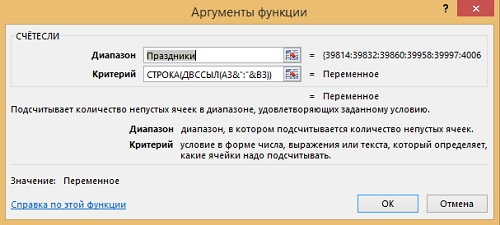 Аргументы функции
СЧЁТЕСЛИ
Диапазон Праздники = {39814:39832:39860:39958:39997:4006
Критерий СТРОКА(ДВССЫЛ(A3&":"&B3)) = Переменное
= Переменное
Подсчитывает количество непустых ячеек в диапазоне, удовлетворяющих заданному условию.
Диапазон диапазон, в котором подсчитывается количество непустых ячеек.
Критерий условие в форме числа, выражения или текста, который определяет,
какие ячейки надо подсчитывать.
Значение: Переменное
Справка по этой функции ОК Отмена